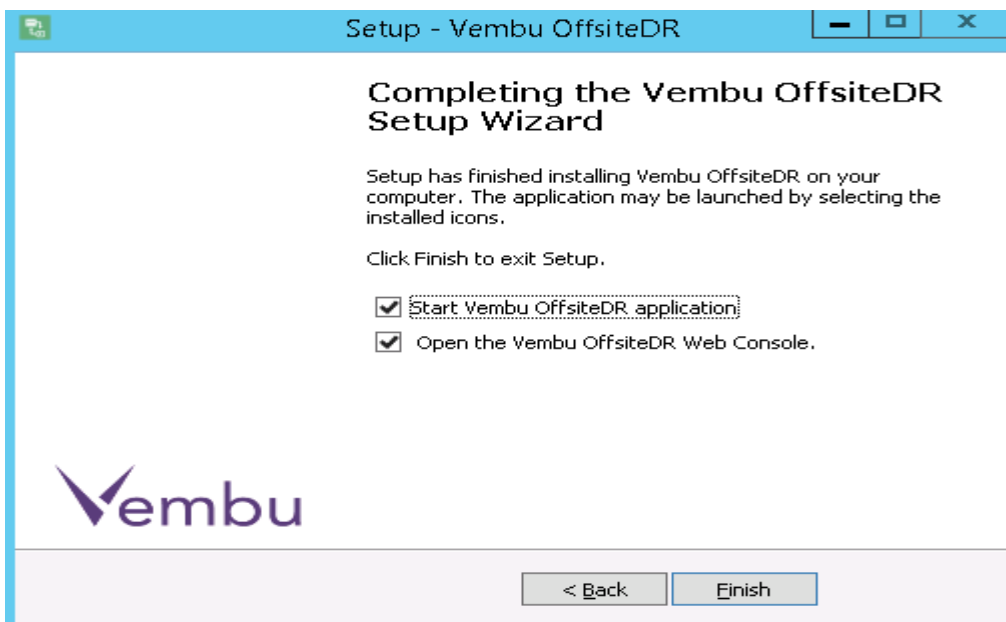 Setup - Vembu OffsiteDR
Completing the Vembu OffsiteDR
Setup Wizard
Setup has finished installing Vembu OffsiteDR on your
computer. The application may be launched by selecting the
installed icons.
Click Finish to exit Setup.
Start Vembu OffsiteDR application
Open the Vembu OffsiteDR Web Console.
Vembu
< Back
Finish